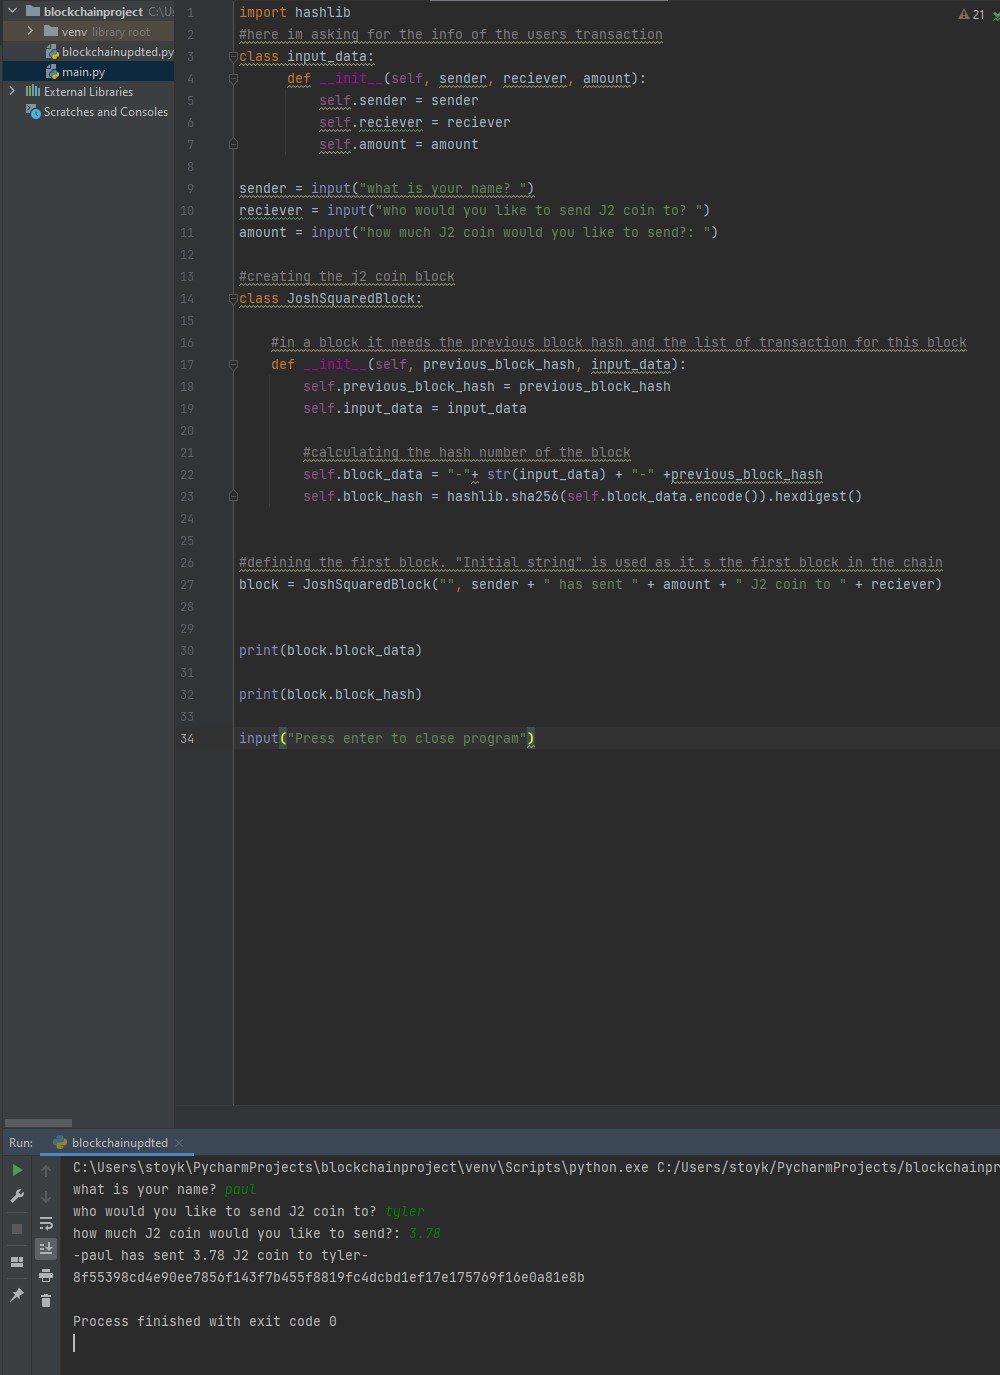 blockchainproject C:\Us
venv library root
blockchainupdted.py
main.py
External Libraries
Scratches and Consoles
21
1 import hashlib
2 #here im asking for the info of the users transaction
3 class input_data:
4 def __init__(self, sender, reciever, amount):
5 self.sender = sender
6 self.reciever = reciever
7 self.amount = amount
8
9 sender = input("what is your name? ")
10 reciever = input("who would you like to send J2 coin to? ")
11 amount = input("how much J2 coin would you like to send?: ")
12
13 #creating the j2 coin block
14 class JoshSquaredBlock:
15
16 #in a block it needs the previous block hash and the list of transaction for this block
17 def __init__(self, previous_block_hash, input_data):
18 self.previous_block_hash = previous_block_hash
19 self.input_data = input_data
20
21 #calculating the hash number of the block
22 self.block_data = "-"+ str(input_data) + "-" +previous_block_hash
23 self.block_hash = hashlib.sha256(self.block_data.encode()).hexdigest()
24
25
26 #defining the first block. "Initial string" is used as it s the first block in the chain
27 block = JoshSquaredBlock("", sender + " has sent " + amount + " J2 coin to " + reciever)
28
29
30 print(block.block_data)
31
32 print(block.block_hash)
33
34 input("Press enter to close program")
Run: blockchainupdted
C:\Users\stoyk\PycharmProjects\blockchainproject\venv\Scripts\python.exe C:/Users/stoyk/PycharmProjects/blockchainpr
what is your name? paul
who would you like to send J2 coin to? tyler
how much J2 coin would you like to send?: 3.78
-paul has sent 3.78 J2 coin to tyler-
8f55398cd4e90ee7856f143f7b455f8819fc4dcbd1ef17e175769f16e0a81e8b
Process finished with exit code 0